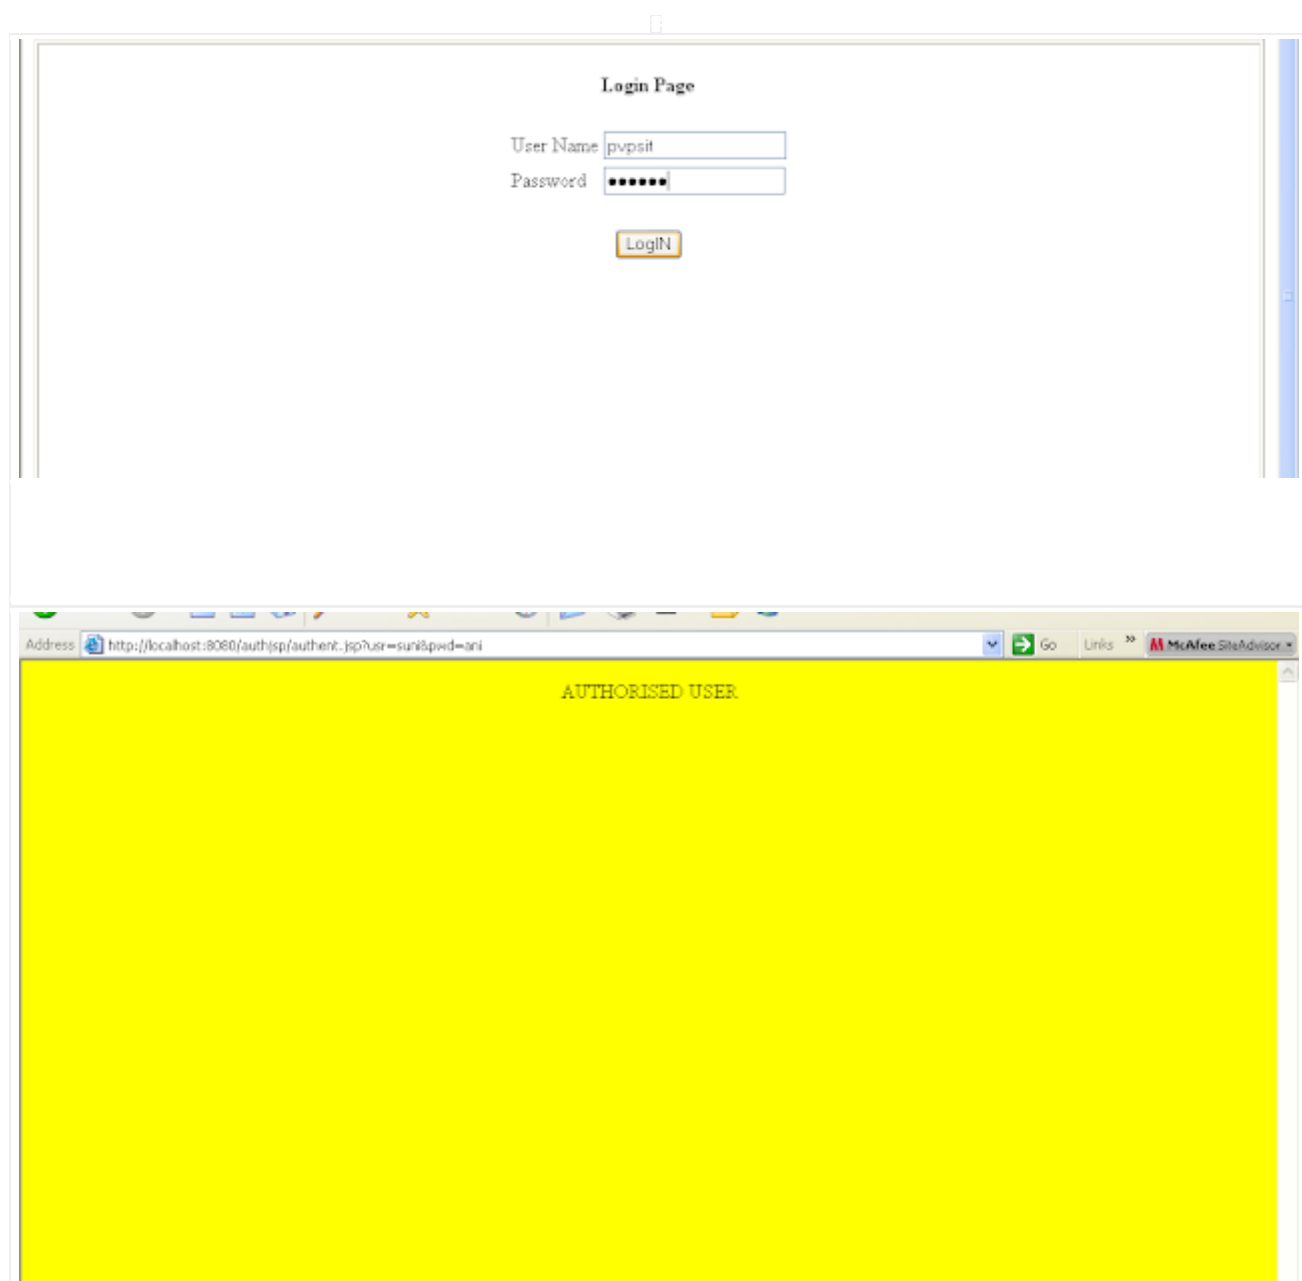 Login Page
User Name pvpsit
Password ••••••
LogIN
Address http://localhost:8080/authjsp/authent.jsp?usr=suni&pwd=ani Go Links » McAfee SiteAdvisor
AUTHORISED USER